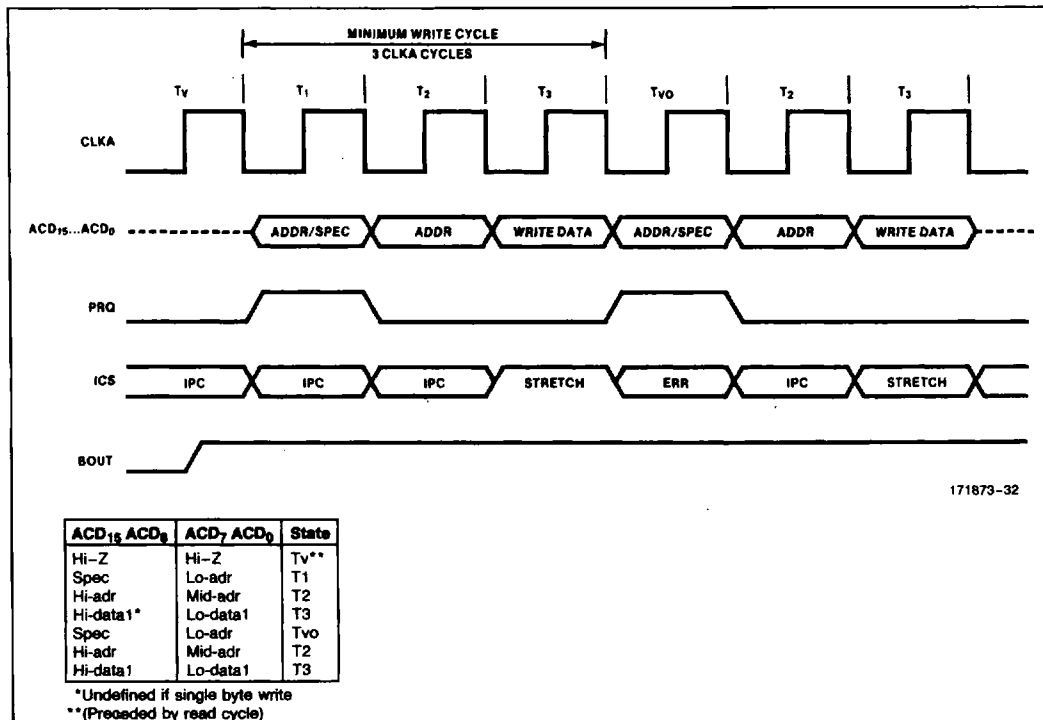 MINIMUM WRITE CYCLE
3 CLKA CYCLES
TV T1 T2 T3 TVO T2 T3
CLKA
ACD15...ACD0 ADDR/SPEC ADDR WRITE DATA ADDR/SPEC ADDR WRITE DATA
PRQ
ICS IPC IPC IPC STRETCH ERR IPC STRETCH
BOUT
171873-32
ACD15 ACD8 ACD7 ACD0 State
Hi-Z Hi-Z Tv**
Spec Lo-adr T1
Hi-adr Mid-adr T2
Hi-data1* Lo-data1 T3
Spec Lo-adr Tvo
Hi-adr Mid-adr T2
Hi-data1 Lo-data1 T3
*Undefined if single byte write
**(Preceded by read cycle)